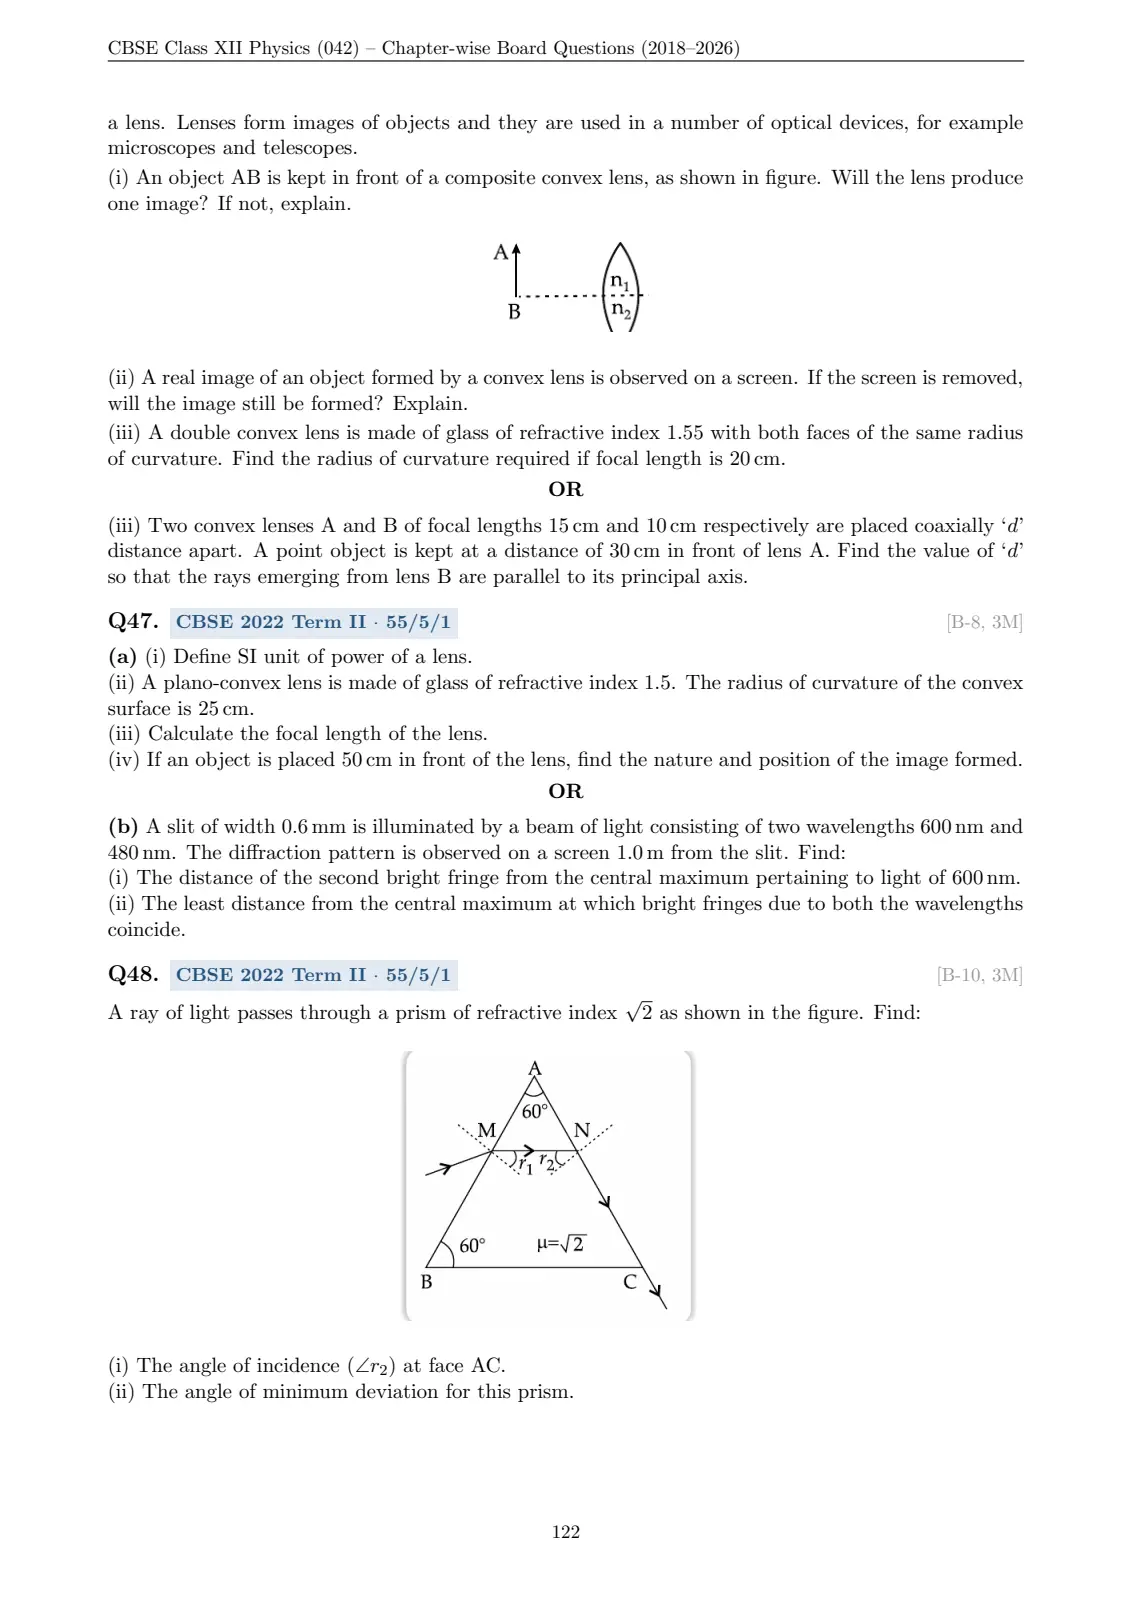 CBSE Class XII Physics (042) – Chapter-wise Board Questions (2018–2026)
a lens. Lenses form images of objects and they are used in a number of optical devices, for example
microscopes and telescopes.
(i) An object AB is kept in front of a composite convex lens, as shown in figure. Will the lens produce
one image? If not, explain.
A
n₁
B
n₂
(ii) A real image of an object formed by a convex lens is observed on a screen. If the screen is removed,
will the image still be formed? Explain.
(iii) A double convex lens is made of glass of refractive index 1.55 with both faces of the same radius
of curvature. Find the radius of curvature required if focal length is 20 cm.
OR
(iii) Two convex lenses A and B of focal lengths 15 cm and 10 cm respectively are placed coaxially ‘d’
distance apart. A point object is kept at a distance of 30 cm in front of lens A. Find the value of ‘d’
so that the rays emerging from lens B are parallel to its principal axis.
Q47. CBSE 2022 Term II · 55/5/1 [B-8, 3M]
(a) (i) Define SI unit of power of a lens.
(ii) A plano-convex lens is made of glass of refractive index 1.5. The radius of curvature of the convex
surface is 25 cm.
(iii) Calculate the focal length of the lens.
(iv) If an object is placed 50 cm in front of the lens, find the nature and position of the image formed.
OR
(b) A slit of width 0.6 mm is illuminated by a beam of light consisting of two wavelengths 600 nm and
480 nm. The diffraction pattern is observed on a screen 1.0 m from the slit. Find:
(i) The distance of the second bright fringe from the central maximum pertaining to light of 600 nm.
(ii) The least distance from the central maximum at which bright fringes due to both the wavelengths
coincide.
Q48. CBSE 2022 Term II · 55/5/1 [B-10, 3M]
A ray of light passes through a prism of refractive index √2 as shown in the figure. Find:
A
60°
M N
r₁ r₂
60° μ=√2
B C
(i) The angle of incidence (∠r₂) at face AC.
(ii) The angle of minimum deviation for this prism.
122